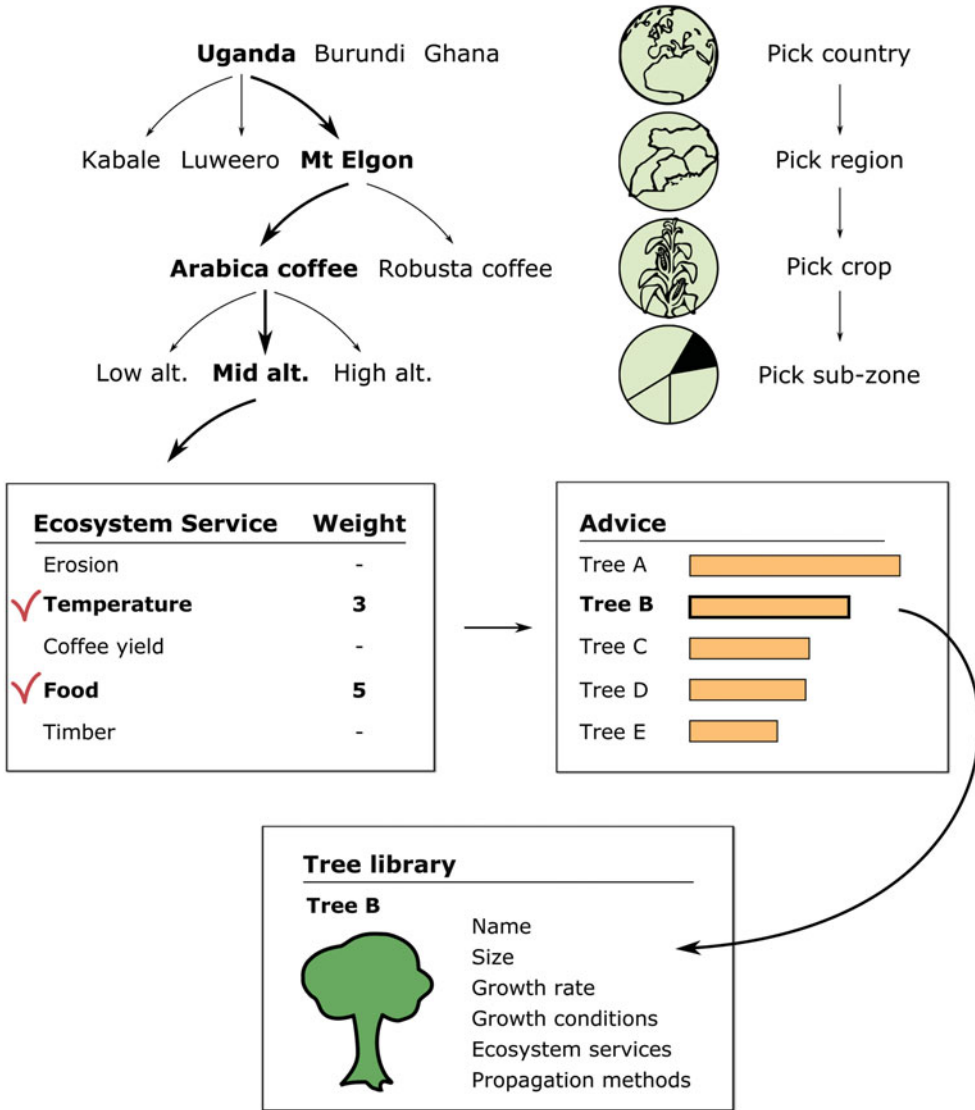 Uganda Burundi Ghana
Pick country
Kabale Luweero Mt Elgon
Pick region
Arabica coffee Robusta coffee
Pick crop
Low alt. Mid alt. High alt.
Pick sub-zone
Ecosystem Service Weight
Erosion -
Temperature 3
Coffee yield -
Food 5
Timber -
Advice
Tree A
Tree B
Tree C
Tree D
Tree E
Tree library
Tree B
Name
Size
Growth rate
Growth conditions
Ecosystem services
Propagation methods